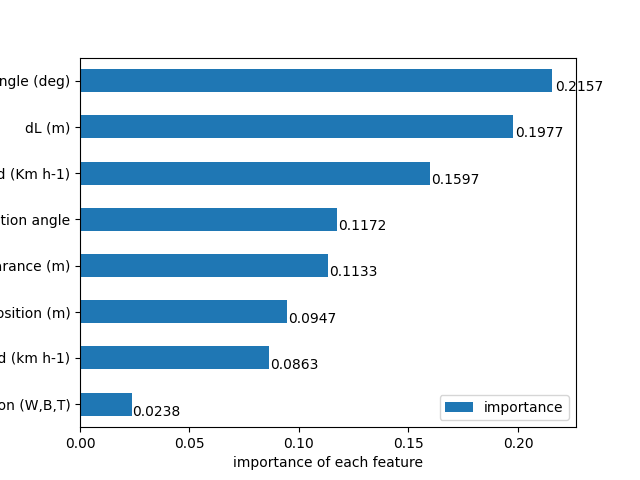 ngle (deg)
0.2157
dL (m)
0.1977
d (Km h-1)
0.1597
tion angle
0.1172
arance (m)
0.1133
osition (m)
0.0947
d (km h-1)
0.0863
on (W,B,T)
0.0238
importance
0.00 0.05 0.10 0.15 0.20
importance of each feature